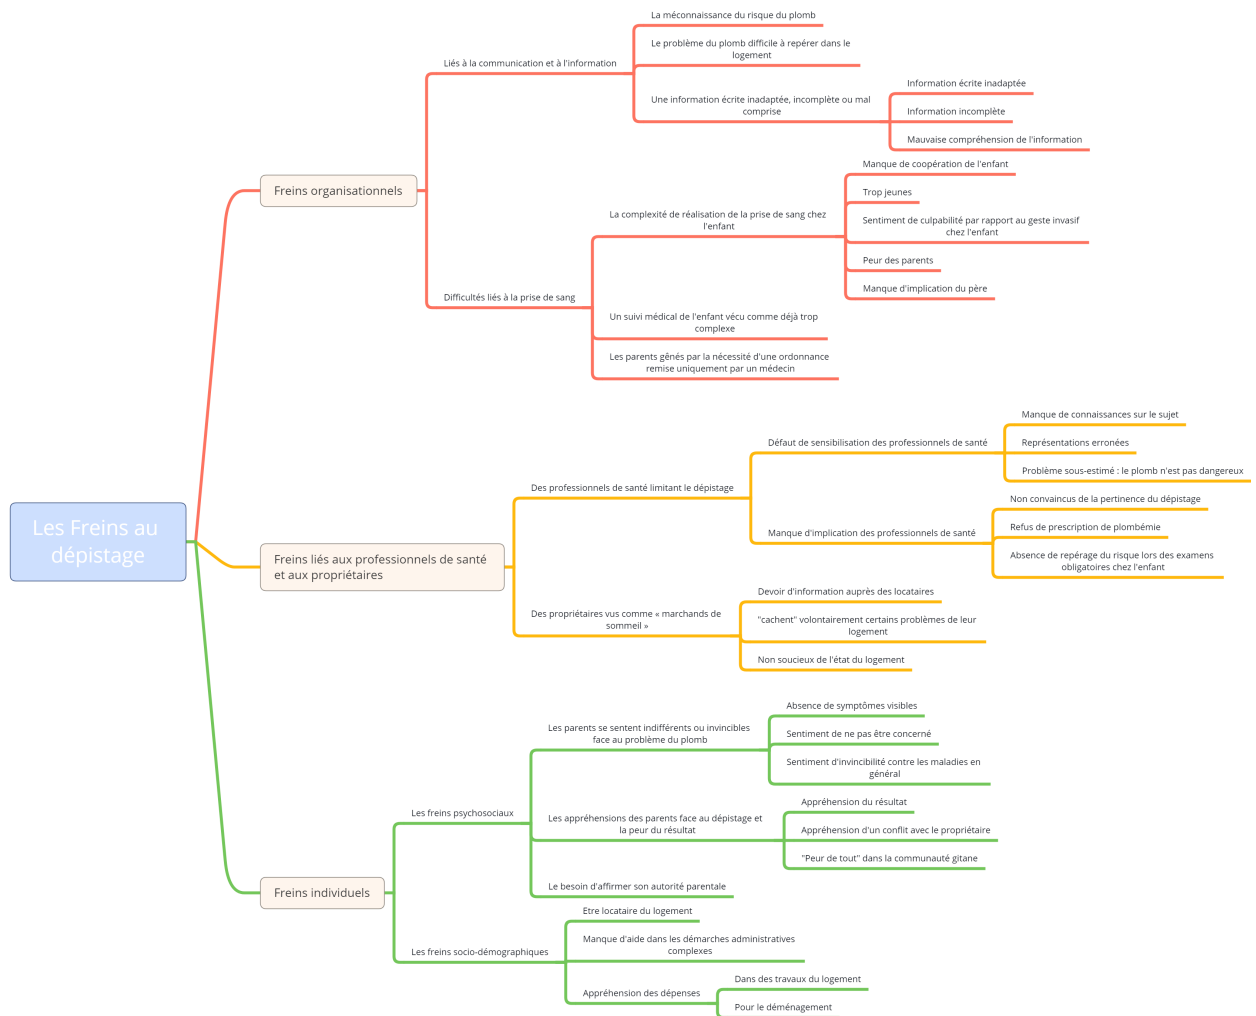 Les Freins au
dépistage
Freins organisationnels
Liés à la communication et à l'information
La méconnaissance du risque du plomb
Le problème du plomb difficile à repérer dans le
logement
Une information écrite inadaptée, incomplète ou mal
comprise
Information écrite inadaptée
Information incomplète
Mauvaise compréhension de l'information
Difficultés liés à la prise de sang
La complexité de réalisation de la prise de sang chez
l'enfant
Manque de coopération de l'enfant
Trop jeunes
Sentiment de culpabilité par rapport au geste invasif
chez l'enfant
Peur des parents
Manque d'implication du père
Un suivi médical de l'enfant vécu comme déjà trop
complexe
Les parents gênés par la nécessité d'une ordonnance
remise uniquement par un médecin
Freins liés aux professionnels de santé
et aux propriétaires
Des professionnels de santé limitant le dépistage
Défaut de sensibilisation des professionnels de santé
Manque de connaissances sur le sujet
Représentations erronées
Problème sous-estimé : le plomb n'est pas dangereux
Manque d'implication des professionnels de santé
Non convaincus de la pertinence du dépistage
Refus de prescription de plombémie
Absence de repérage du risque lors des examens
obligatoires chez l'enfant
Des propriétaires vus comme « marchands de
sommeil »
Devoir d'information auprès des locataires
"cachent" volontairement certains problèmes de leur
logement
Non soucieux de l'état du logement
Freins individuels
Les freins psychosociaux
Les parents se sentent indifférents ou invincibles
face au problème du plomb
Absence de symptômes visibles
Sentiment de ne pas être concerné
Sentiment d'invincibilité contre les maladies en
général
Les appréhensions des parents face au dépistage et
la peur du résultat
Appréhension du résultat
Appréhension d'un conflit avec le propriétaire
"Peur de tout" dans la communauté gitane
Le besoin d'affirmer son autorité parentale
Les freins socio-démographiques
Etre locataire du logement
Manque d'aide dans les démarches administratives
complexes
Appréhension des dépenses
Dans des travaux du logement
Pour le déménagement